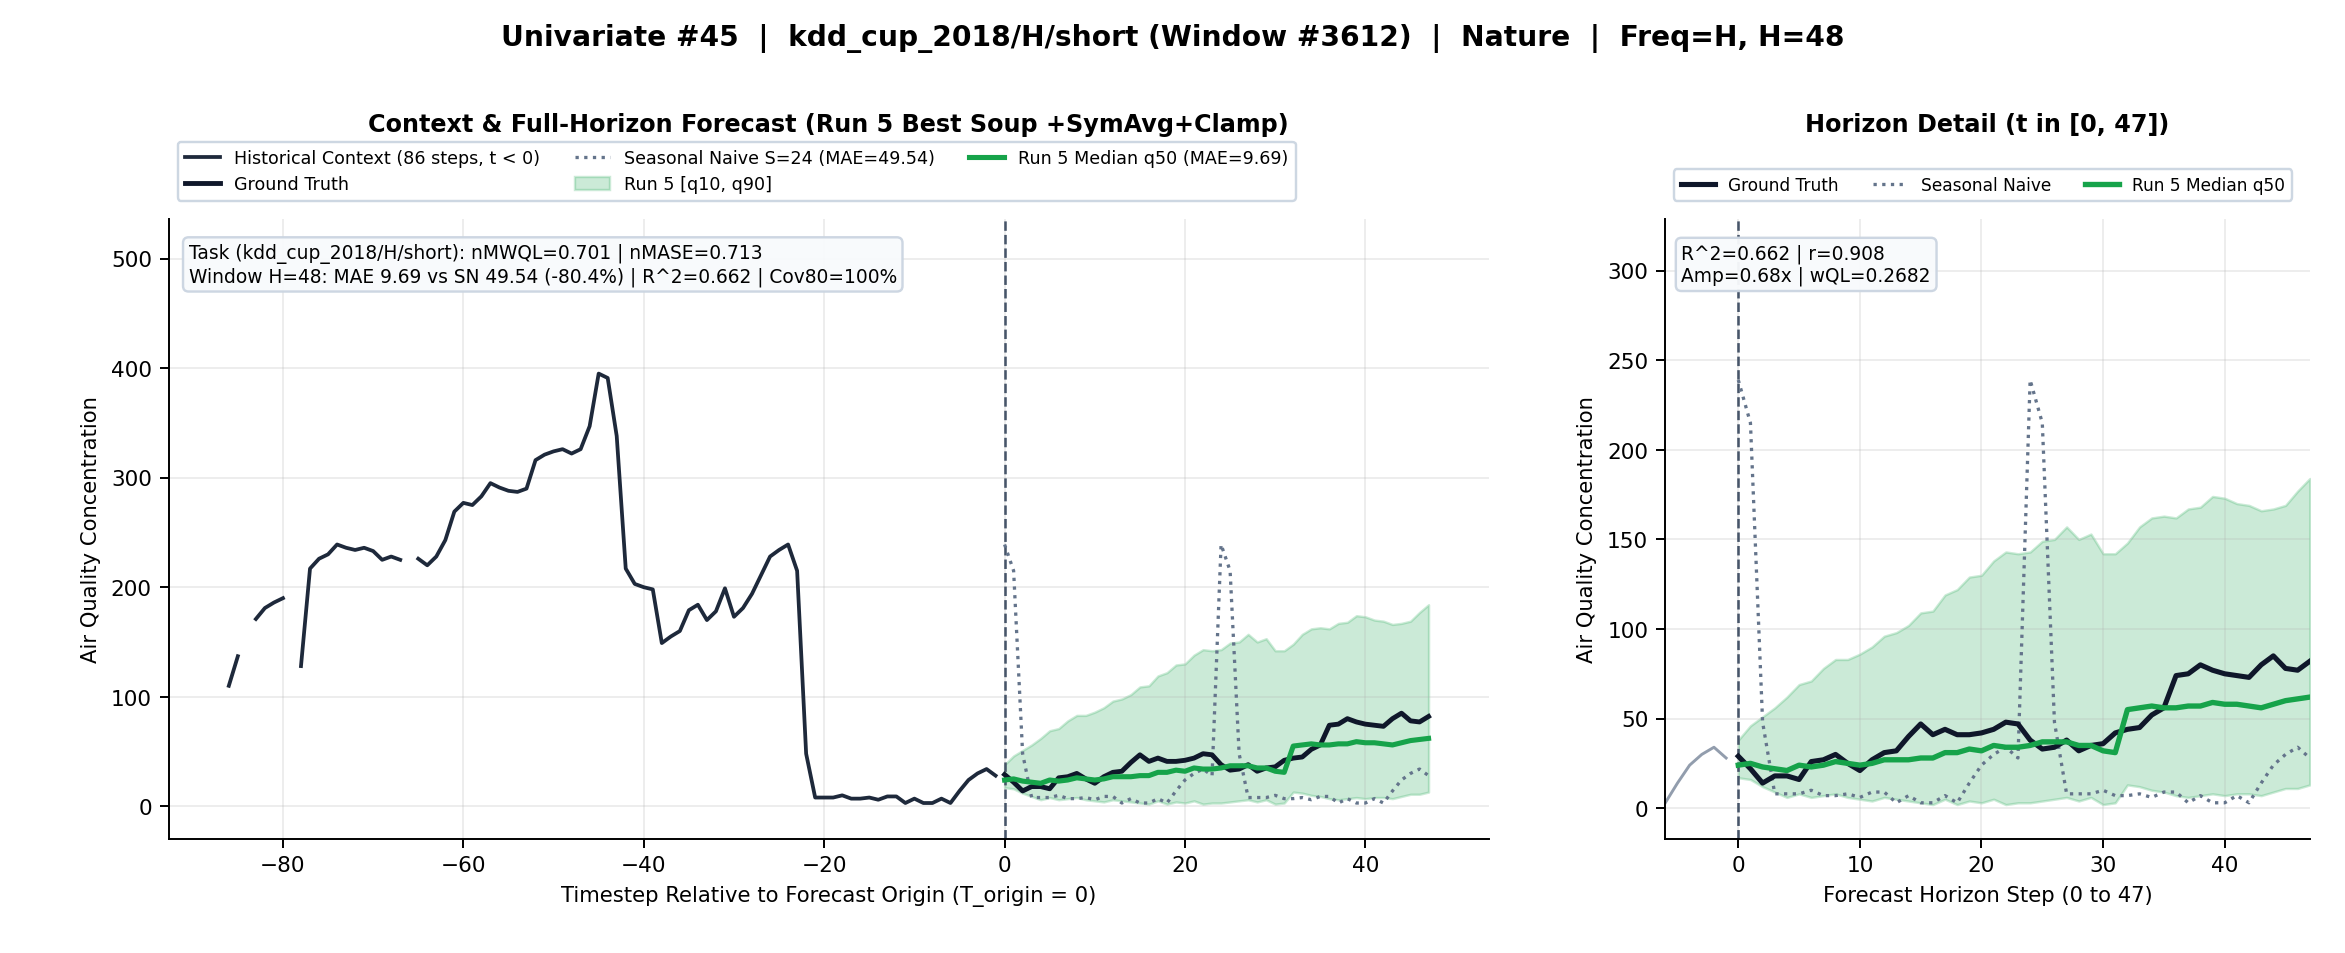 Univariate #45 | kdd_cup_2018/H/short (Window #3612) | Nature | Freq=H, H=48
Context & Full-Horizon Forecast (Run 5 Best Soup +SymAvg+Clamp)
Historical Context (86 steps, t < 0)
Ground Truth
Seasonal Naive S=24 (MAE=49.54)
Run 5 [q10, q90]
Run 5 Median q50 (MAE=9.69)
Task (kdd_cup_2018/H/short): nMWQL=0.701 | nMASE=0.713
Window H=48: MAE 9.69 vs SN 49.54 (-80.4%) | R^2=0.662 | Cov80=100%
Air Quality Concentration
500
400
300
200
100
0
−80
−60
−40
−20
0
20
40
Timestep Relative to Forecast Origin (T_origin = 0)
Horizon Detail (t in [0, 47])
Ground Truth
Seasonal Naive
Run 5 Median q50
R^2=0.662 | r=0.908
Amp=0.68x | wQL=0.2682
Air Quality Concentration
300
250
200
150
100
50
0
0
10
20
30
40
Forecast Horizon Step (0 to 47)